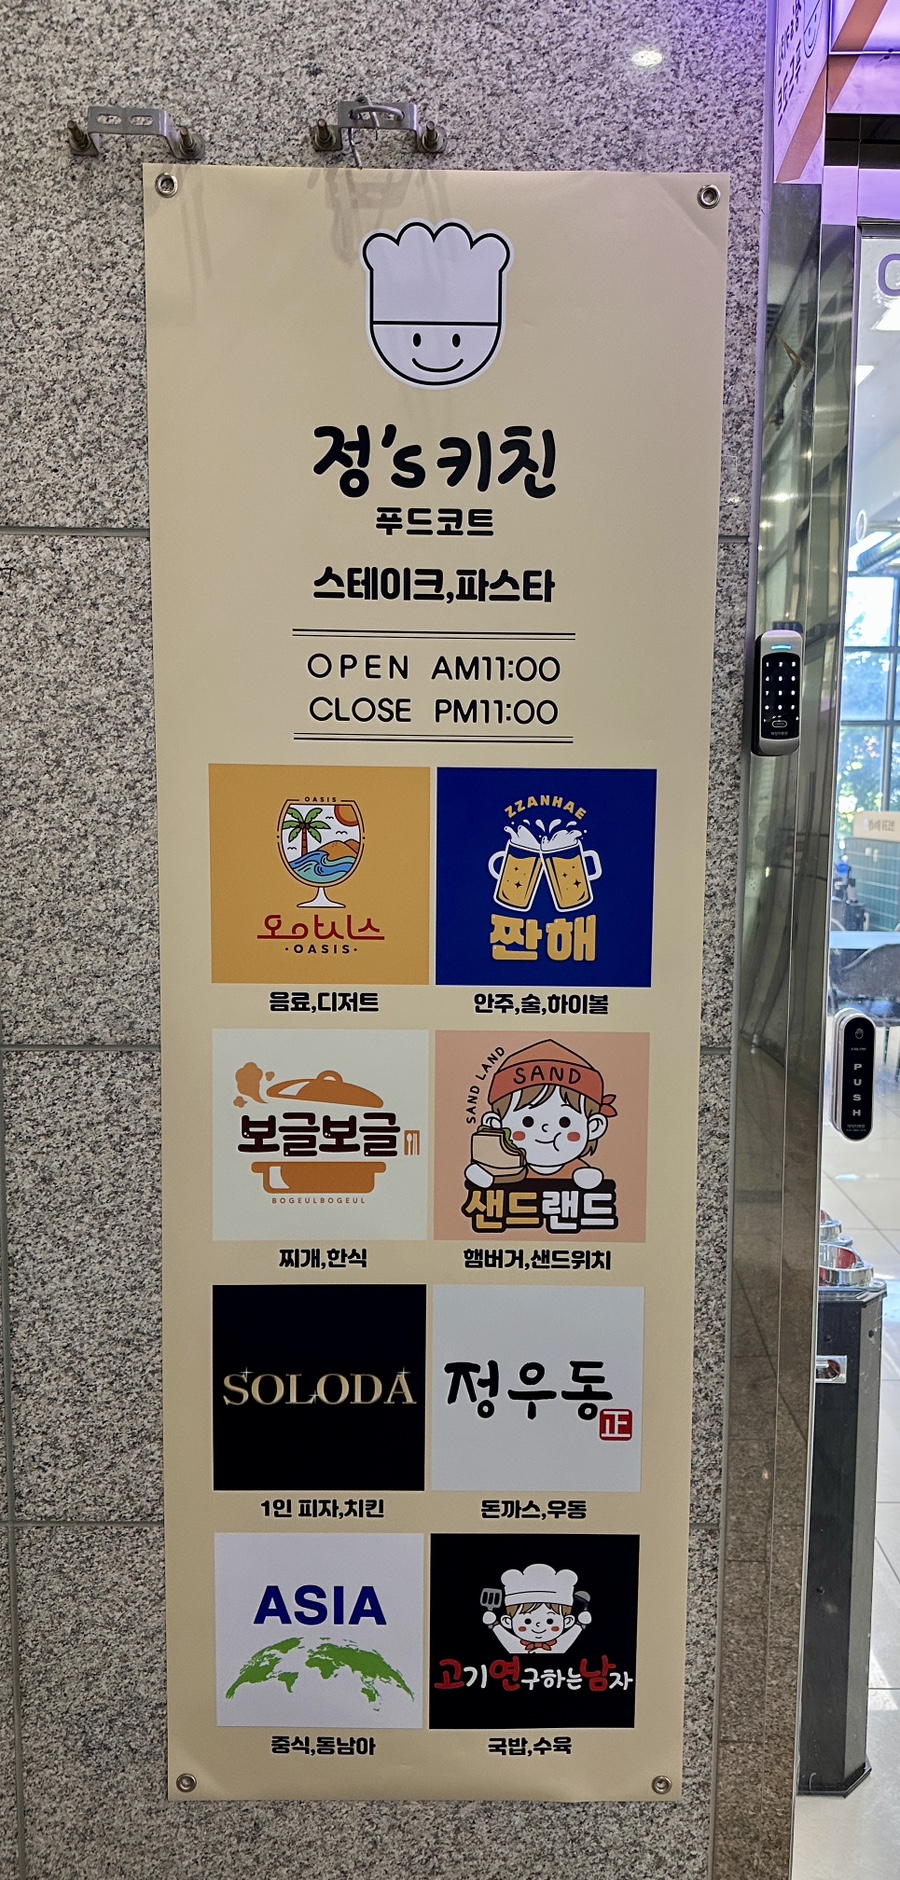 정's 키친
푸드코트
스테이크,파스타
OPEN AM11:00
CLOSE PM11:00
OASIS
오아시스
·OASIS·
음료,디저트
ZZANHAE
짠해
안주,술,하이볼
보글보글
BOGEULBOGEUL
찌개,한식
SAND LAND
SAND
샌드랜드
햄버거,샌드위치
SOLODA
1인 피자,치킨
정우동
正
돈까스,우동
ASIA
중식,동남아
고기연구하는남자
국밥,수육
PUSH